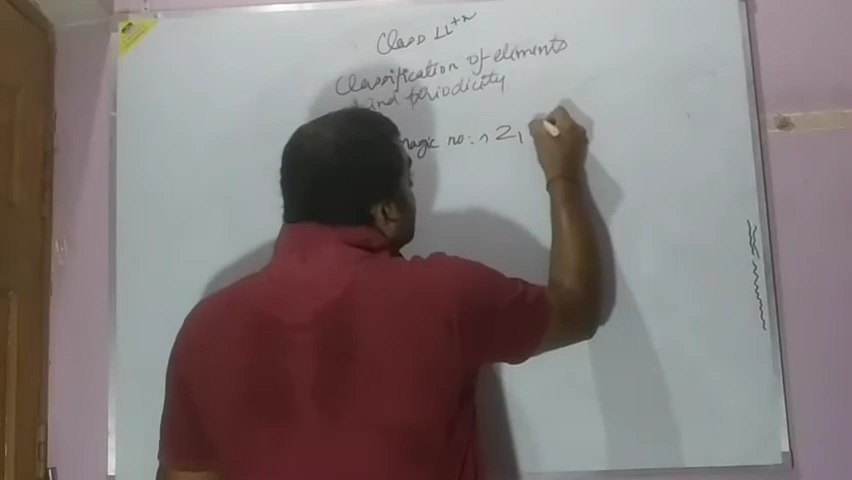 Class 11th
Classification of elements
and periodicity
magic no:- 2,